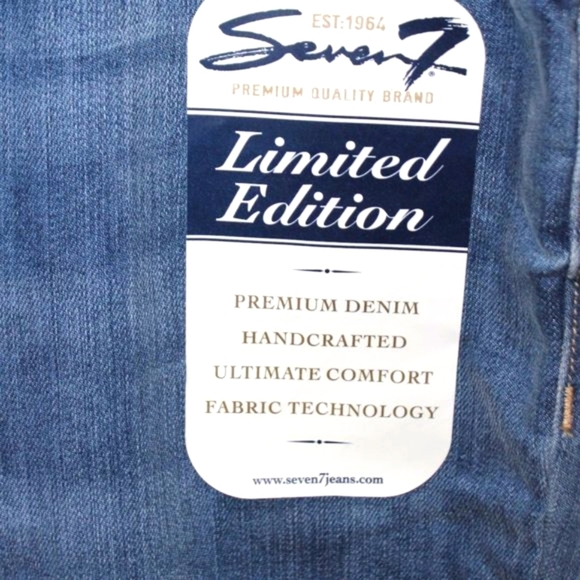 EST: 1964
Seven7
PREMIUM QUALITY BRAND
Limited
Edition
PREMIUM DENIM
HANDCRAFTED
ULTIMATE COMFORT
FABRIC TECHNOLOGY
www.seven7jeans.com